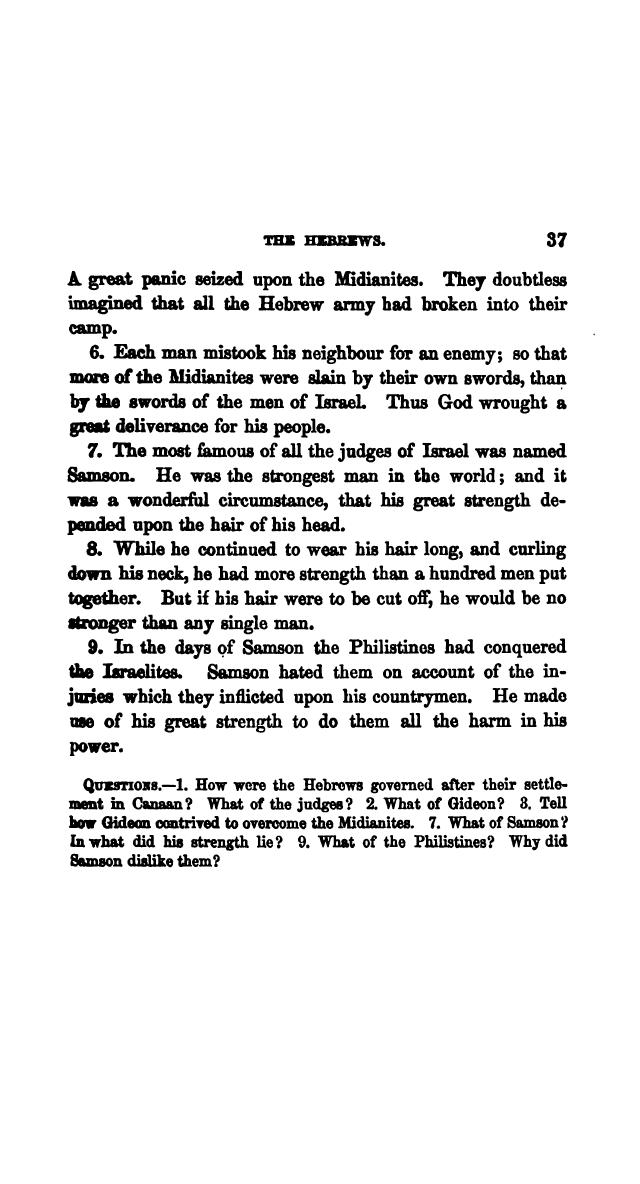 THE HEBREWS. 37
A great panic seized upon the Midianites. They doubtless
imagined that all the Hebrew army had broken into their
camp.
6. Each man mistook his neighbour for an enemy; so that
more of the Midianites were slain by their own swords, than
by the swords of the men of Israel. Thus God wrought a
great deliverance for his people.
7. The most famous of all the judges of Israel was named
Samson. He was the strongest man in the world; and it
was a wonderful circumstance, that his great strength de-
pended upon the hair of his head.
8. While he continued to wear his hair long, and curling
down his neck, he had more strength than a hundred men put
together. But if his hair were to be cut off, he would be no
stronger than any single man.
9. In the days of Samson the Philistines had conquered
the Israelites. Samson hated them on account of the in-
juries which they inflicted upon his countrymen. He made
use of his great strength to do them all the harm in his
power.
QUESTIONS.—1. How were the Hebrews governed after their settle-
ment in Canaan? What of the judges? 2. What of Gideon? 3. Tell
how Gideon contrived to overcome the Midianites. 7. What of Samson?
In what did his strength lie? 9. What of the Philistines? Why did
Samson dislike them?